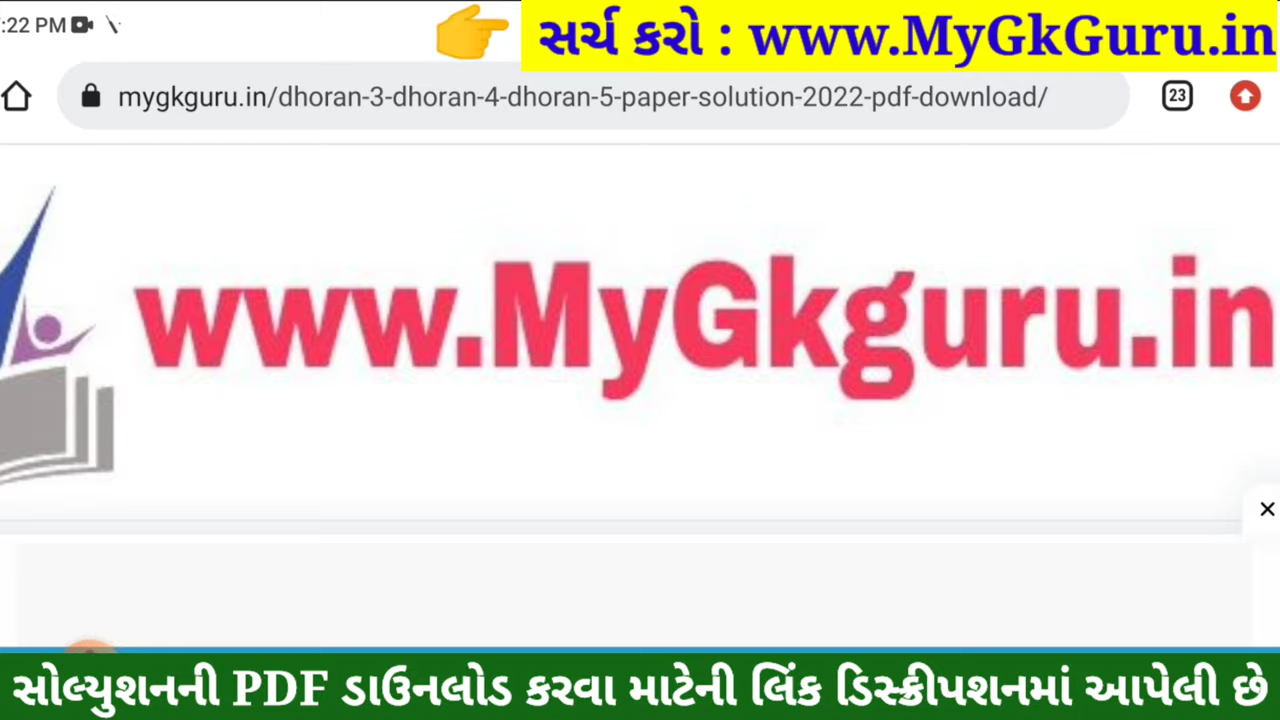 :22 PM
સર્ચ કરો : www.MyGkGuru.in
mygkguru.in/dhoran-3-dhoran-4-dhoran-5-paper-solution-2022-pdf-download/
23
www.MyGkguru.in
સોલ્યુશનની PDF ડાઉનલોડ કરવા માટેની લિંક ડિસ્ક્રીપશનમાં આપેલી છે